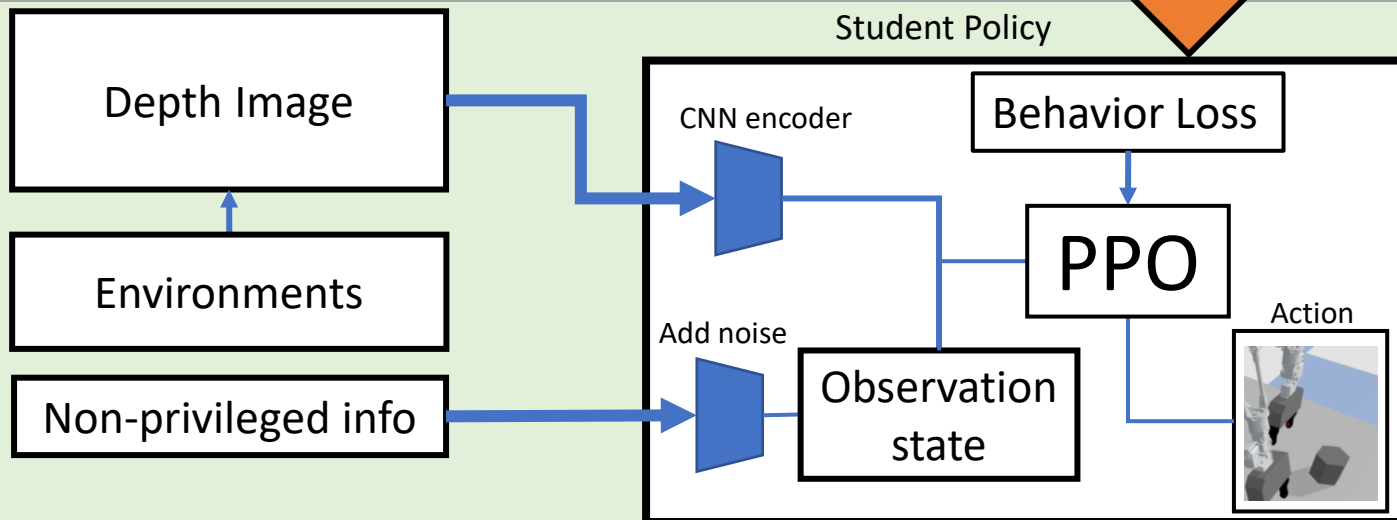 Student Policy
Depth Image
CNN encoder
Behavior Loss
PPO
Environments
Add noise
Action
Non-privileged info
Observation
state